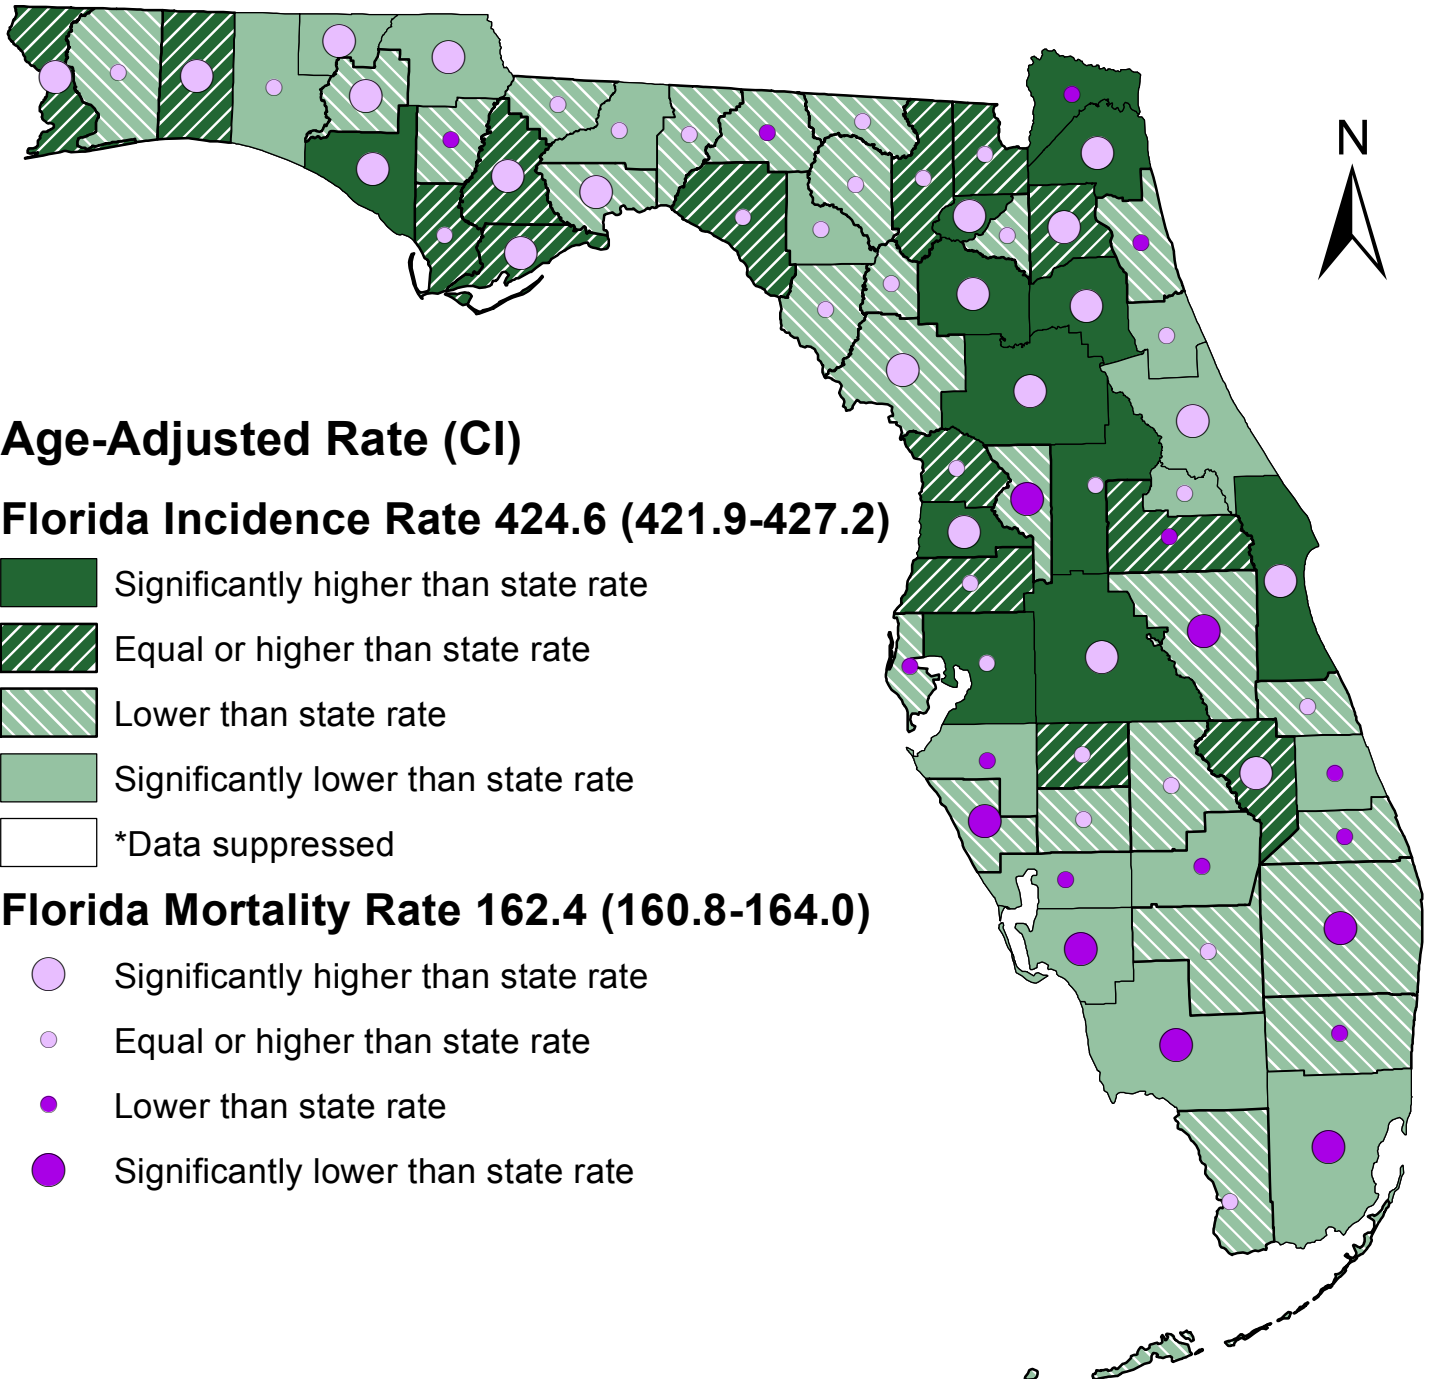 N
Age-Adjusted Rate (CI)
Florida Incidence Rate 424.6 (421.9-427.2)
Significantly higher than state rate
Equal or higher than state rate
Lower than state rate
Significantly lower than state rate
*Data suppressed
Florida Mortality Rate 162.4 (160.8-164.0)
Significantly higher than state rate
Equal or higher than state rate
Lower than state rate
Significantly lower than state rate